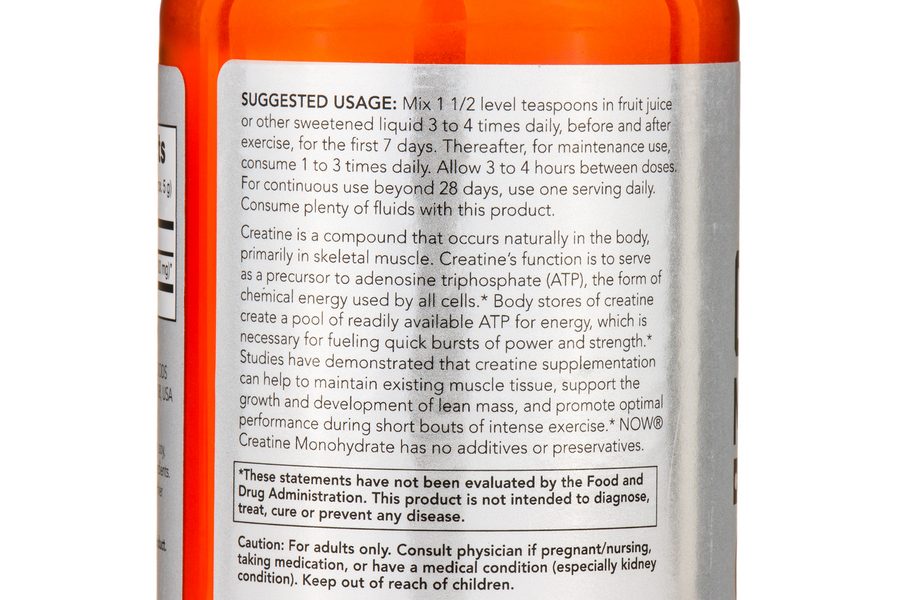 SUGGESTED USAGE: Mix 1 1/2 level teaspoons in fruit juice
or other sweetened liquid 3 to 4 times daily, before and after
exercise, for the first 7 days. Thereafter, for maintenance use,
consume 1 to 3 times daily. Allow 3 to 4 hours between doses.
For continuous use beyond 28 days, use one serving daily.
Consume plenty of fluids with this product.
Creatine is a compound that occurs naturally in the body,
primarily in skeletal muscle. Creatine's function is to serve
as a precursor to adenosine triphosphate (ATP), the form of
chemical energy used by all cells.* Body stores of creatine
create a pool of readily available ATP for energy, which is
necessary for fueling quick bursts of power and strength.*
Studies have demonstrated that creatine supplementation
can help to maintain existing muscle tissue, support the
growth and development of lean mass, and promote optimal
performance during short bouts of intense exercise.* NOW®
Creatine Monohydrate has no additives or preservatives.
*These statements have not been evaluated by the Food and
Drug Administration. This product is not intended to diagnose,
treat, cure or prevent any disease.
Caution: For adults only. Consult physician if pregnant/nursing,
taking medication, or have a medical condition (especially kidney
condition). Keep out of reach of children.
5 g)
mg)*
USA